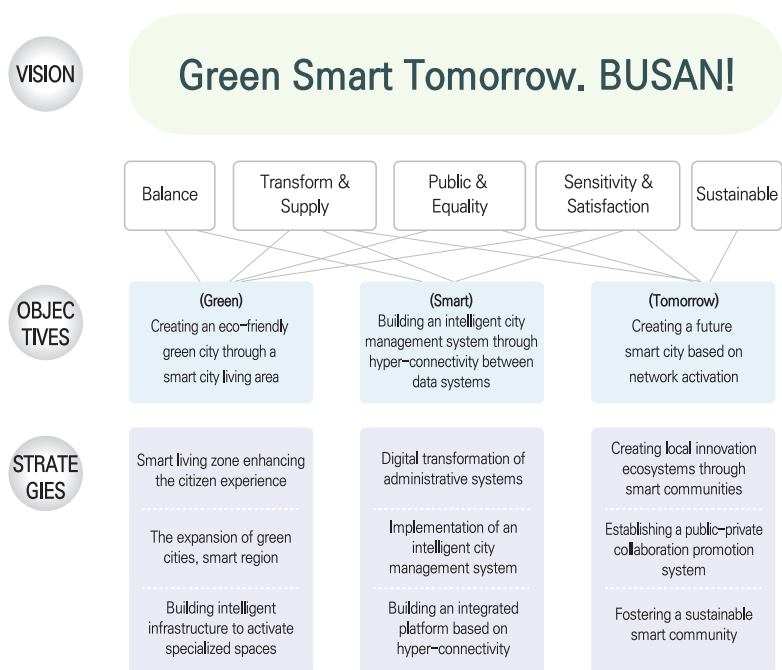 VISION
Green Smart Tomorrow. BUSAN!
Balance
Transform &
Supply
Public &
Equality
Sensitivity &
Satisfaction
Sustainable
OBJEC
TIVES
(Green)
Creating an eco-friendly
green city through a
smart city living area
(Smart)
Building an intelligent city
management system through
hyper-connectivity between
data systems
(Tomorrow)
Creating a future
smart city based on
network activation
STRATE
GIES
Smart living zone enhancing
the citizen experience
The expansion of green
cities, smart region
Building intelligent
infrastructure to activate
specialized spaces
Digital transformation of
administrative systems
Implementation of an
intelligent city
management system
Building an integrated
platform based on
hyper-connectivity
Creating local innovation
ecosystems through
smart communities
Establishing a public-private
collaboration promotion
system
Fostering a sustainable
smart community